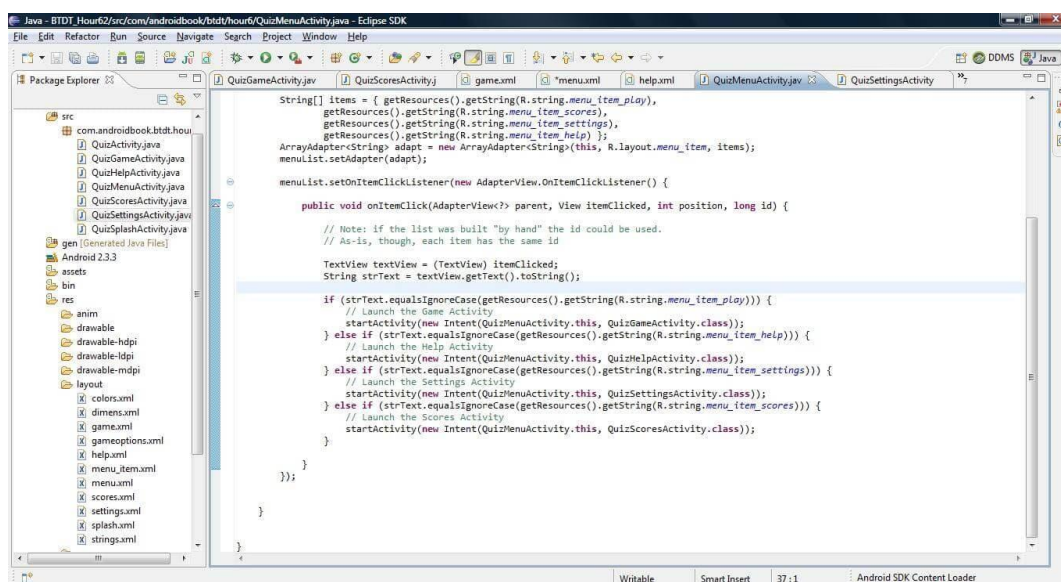 Java - BTDT_Hour62/src/com/androidbook/btdt/hour6/QuizMenuActivity.java - Eclipse SDK
File Edit Refactor Run Source Navigate Search Project Window Help
DDMS Java
Package Explorer
QuizGameActivity.jav QuizScoresActivity.j game.xml *menu.xml help.xml QuizMenuActivity.jav QuizSettingsActivity »7
src
com.androidbook.btdt.hour
QuizActivity.java
QuizGameActivity.java
QuizHelpActivity.java
QuizMenuActivity.java
QuizScoresActivity.java
QuizSettingsActivity.java
QuizSplashActivity.java
gen [Generated Java Files]
Android 2.3.3
assets
bin
res
anim
drawable
drawable-hdpi
drawable-ldpi
drawable-mdpi
layout
colors.xml
dimens.xml
game.xml
gameoptions.xml
help.xml
menu_item.xml
menu.xml
scores.xml
settings.xml
splash.xml
strings.xml
String[] items = { getResources().getString(R.string.menu_item_play),
getResources().getString(R.string.menu_item_scores),
getResources().getString(R.string.menu_item_settings),
getResources().getString(R.string.menu_item_help) };
ArrayAdapter<String> adapt = new ArrayAdapter<String>(this, R.layout.menu_item, items);
menuList.setAdapter(adapt);
menuList.setOnItemClickListener(new AdapterView.OnItemClickListener() {
public void onItemClick(AdapterView<?> parent, View itemClicked, int position, long id) {
// Note: if the list was built "by hand" the id could be used.
// As-is, though, each item has the same id
TextView textView = (TextView) itemClicked;
String strText = textView.getText().toString();
if (strText.equalsIgnoreCase(getResources().getString(R.string.menu_item_play))) {
// Launch the Game Activity
startActivity(new Intent(QuizMenuActivity.this, QuizGameActivity.class));
} else if (strText.equalsIgnoreCase(getResources().getString(R.string.menu_item_help))) {
// Launch the Help Activity
startActivity(new Intent(QuizMenuActivity.this, QuizHelpActivity.class));
} else if (strText.equalsIgnoreCase(getResources().getString(R.string.menu_item_settings))) {
// Launch the Settings Activity
startActivity(new Intent(QuizMenuActivity.this, QuizSettingsActivity.class));
} else if (strText.equalsIgnoreCase(getResources().getString(R.string.menu_item_scores))) {
// Launch the Scores Activity
startActivity(new Intent(QuizMenuActivity.this, QuizScoresActivity.class));
}
}
});
}
}
Writable Smart Insert 37 : 1 Android SDK Content Loader